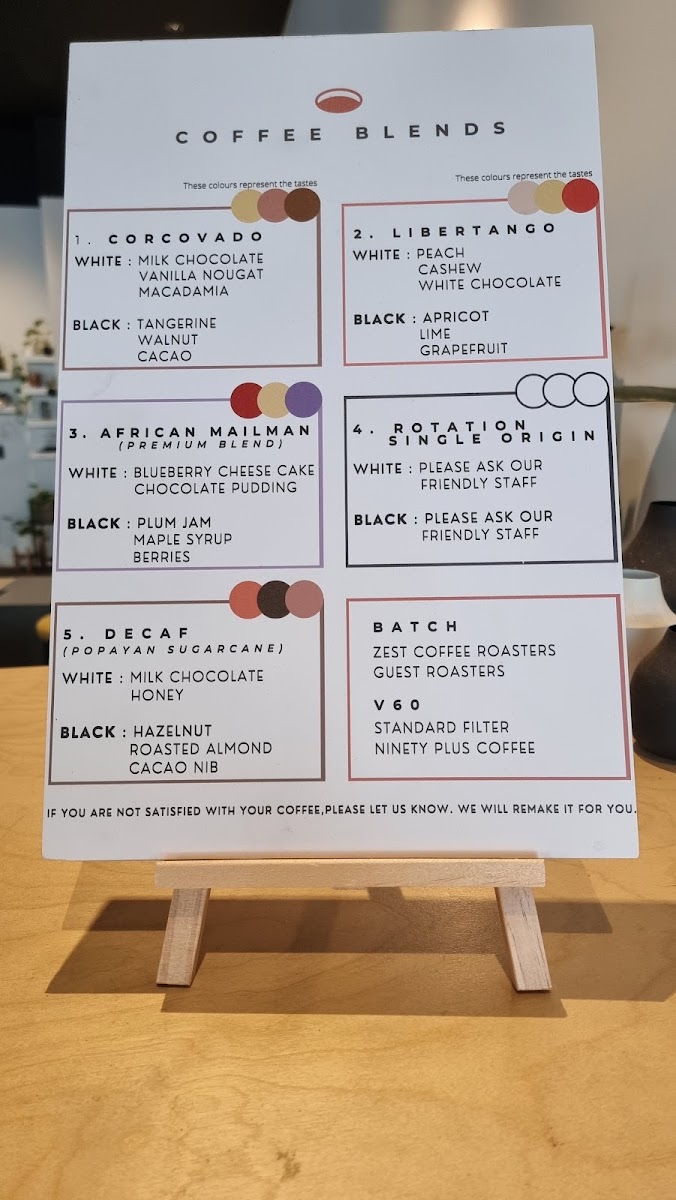 COFFEE BLENDS
These colours represent the tastes
1. CORCOVADO
WHITE : MILK CHOCOLATE
VANILLA NOUGAT
MACADAMIA
BLACK : TANGERINE
WALNUT
CACAO
These colours represent the tastes
2. LIBERTANGO
WHITE : PEACH
CASHEW
WHITE CHOCOLATE
BLACK : APRICOT
LIME
GRAPEFRUIT
3. AFRICAN MAILMAN
(PREMIUM BLEND)
WHITE : BLUEBERRY CHEESE CAKE
CHOCOLATE PUDDING
BLACK : PLUM JAM
MAPLE SYRUP
BERRIES
4. ROTATION
SINGLE ORIGIN
WHITE : PLEASE ASK OUR
FRIENDLY STAFF
BLACK : PLEASE ASK OUR
FRIENDLY STAFF
5. DECAF
(POPAYAN SUGARCANE)
WHITE : MILK CHOCOLATE
HONEY
BLACK : HAZELNUT
ROASTED ALMOND
CACAO NIB
BATCH
ZEST COFFEE ROASTERS
GUEST ROASTERS
V60
STANDARD FILTER
NINETY PLUS COFFEE
IF YOU ARE NOT SATISFIED WITH YOUR COFFEE,PLEASE LET US KNOW. WE WILL REMAKE IT FOR YOU.